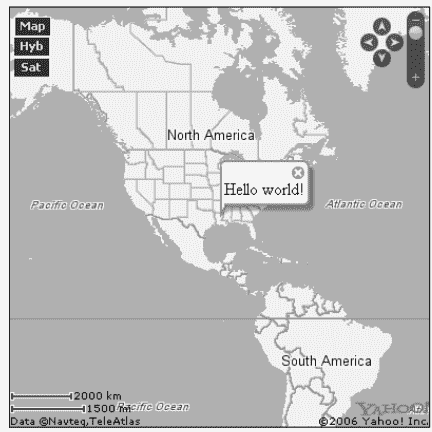 Map
Hyb
Sat
North America
Hello world!
Pacific Ocean
Atlantic Ocean
South America
2000 km
1500 mi
Pacific Ocean
YAHOO!
Data ©Navteq,TeleAtlas
©2006 Yahoo! Inc